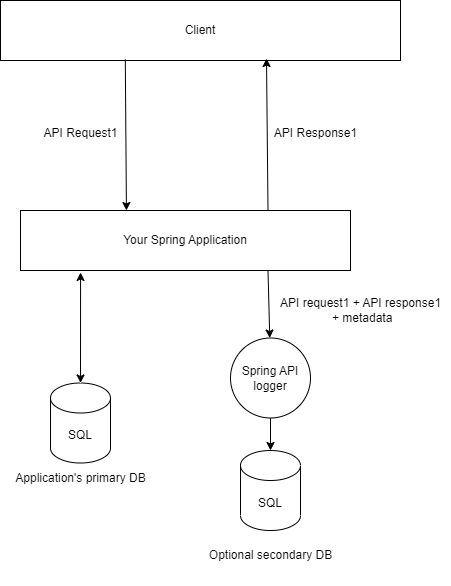 Client
API Request1
API Response1
Your Spring Application
API request1 + API response1
+ metadata
Spring API
logger
SQL
Application's primary DB
SQL
Optional secondary DB